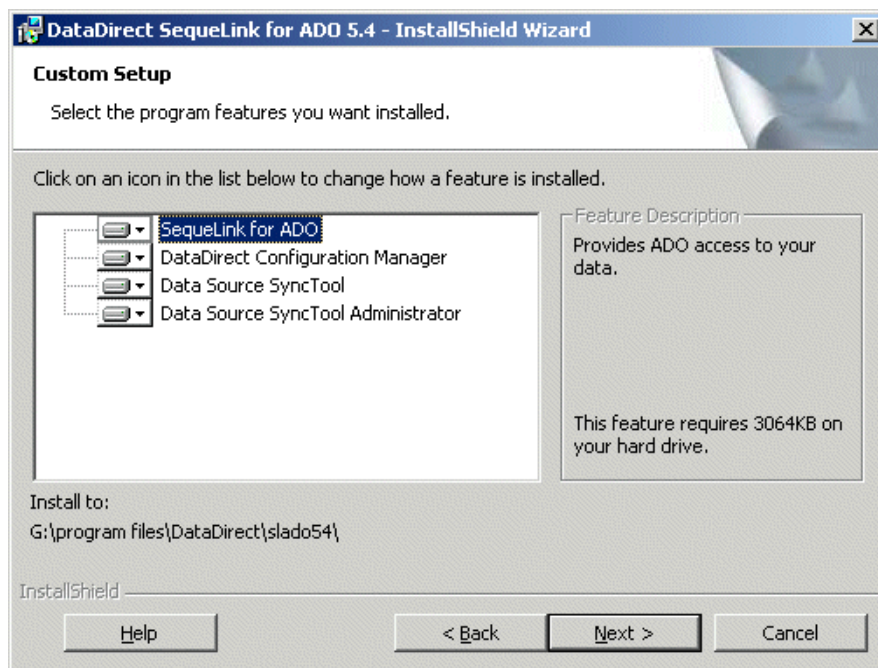 DataDirect SequeLink for ADO 5.4 - InstallShield Wizard
Custom Setup
Select the program features you want installed.
Click on an icon in the list below to change how a feature is installed.
SequeLink for ADO
DataDirect Configuration Manager
Data Source SyncTool
Data Source SyncTool Administrator
Feature Description
Provides ADO access to your
data.
This feature requires 3064KB on
your hard drive.
Install to:
G:\program files\DataDirect\slado54\
InstallShield
Help
< Back
Next >
Cancel